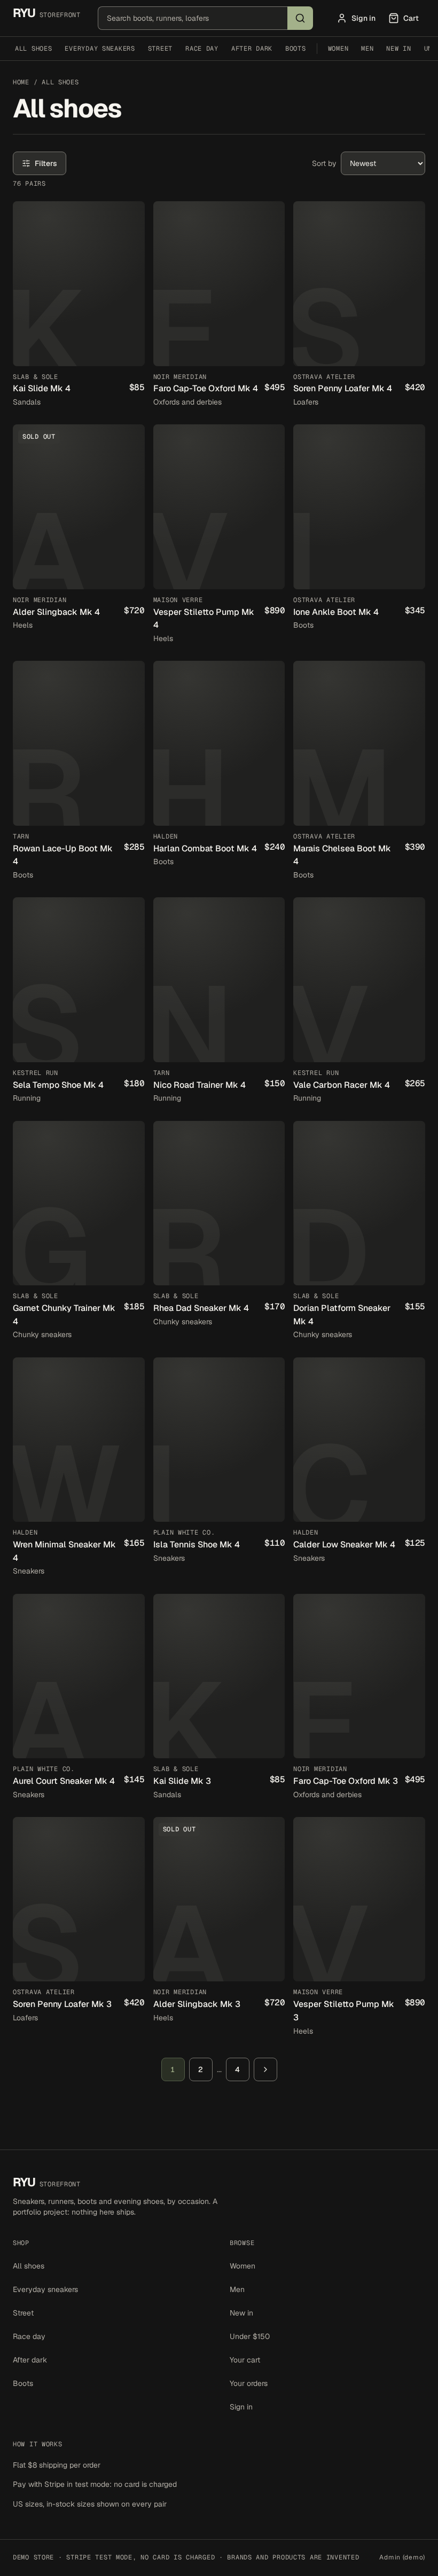 RYU STOREFRONT
Search boots, runners, loafers
Sign in
Cart
ALL SHOES EVERYDAY SNEAKERS STREET RACE DAY AFTER DARK BOOTS WOMEN MEN NEW IN
HOME / ALL SHOES
All shoes
Filters
Sort by Newest
76 PAIRS
K
F
S
SLAB & SOLE
Kai Slide Mk 4 $85
Sandals
NOIR MERIDIAN
Faro Cap-Toe Oxford Mk 4 $495
Oxfords and derbies
OSTRAVA ATELIER
Soren Penny Loafer Mk 4 $420
Loafers
SOLD OUT
A
V
I
NOIR MERIDIAN
Alder Slingback Mk 4 $720
Heels
MAISON VERRE
Vesper Stiletto Pump Mk $890
4
Heels
OSTRAVA ATELIER
Ione Ankle Boot Mk 4 $345
Boots
R
H
M
TARN
Rowan Lace-Up Boot Mk $285
4
Boots
HALDEN
Harlan Combat Boot Mk 4 $240
Boots
OSTRAVA ATELIER
Marais Chelsea Boot Mk $390
4
Boots
S
N
V
KESTREL RUN
Sela Tempo Shoe Mk 4 $180
Running
TARN
Nico Road Trainer Mk 4 $150
Running
KESTREL RUN
Vale Carbon Racer Mk 4 $265
Running
G
R
D
SLAB & SOLE
Garnet Chunky Trainer Mk $185
4
Chunky sneakers
SLAB & SOLE
Rhea Dad Sneaker Mk 4 $170
Chunky sneakers
SLAB & SOLE
Dorian Platform Sneaker $155
Mk 4
Chunky sneakers
W
I
C
HALDEN
Wren Minimal Sneaker Mk $165
4
Sneakers
PLAIN WHITE CO.
Isla Tennis Shoe Mk 4 $110
Sneakers
HALDEN
Calder Low Sneaker Mk 4 $125
Sneakers
A
K
F
PLAIN WHITE CO.
Aurel Court Sneaker Mk 4 $145
Sneakers
SLAB & SOLE
Kai Slide Mk 3 $85
Sandals
NOIR MERIDIAN
Faro Cap-Toe Oxford Mk 3 $495
Oxfords and derbies
S
SOLD OUT
A
V
OSTRAVA ATELIER
Soren Penny Loafer Mk 3 $420
Loafers
NOIR MERIDIAN
Alder Slingback Mk 3 $720
Heels
MAISON VERRE
Vesper Stiletto Pump Mk $890
3
Heels
1 2 … 4
RYU STOREFRONT
Sneakers, runners, boots and evening shoes, by occasion. A
portfolio project: nothing here ships.
SHOP
All shoes
Everyday sneakers
Street
Race day
After dark
Boots
BROWSE
Women
Men
New in
Under $150
Your cart
Your orders
Sign in
HOW IT WORKS
Flat $8 shipping per order
Pay with Stripe in test mode: no card is charged
US sizes, in-stock sizes shown on every pair
DEMO STORE · STRIPE TEST MODE, NO CARD IS CHARGED · BRANDS AND PRODUCTS ARE INVENTED
Admin (demo)